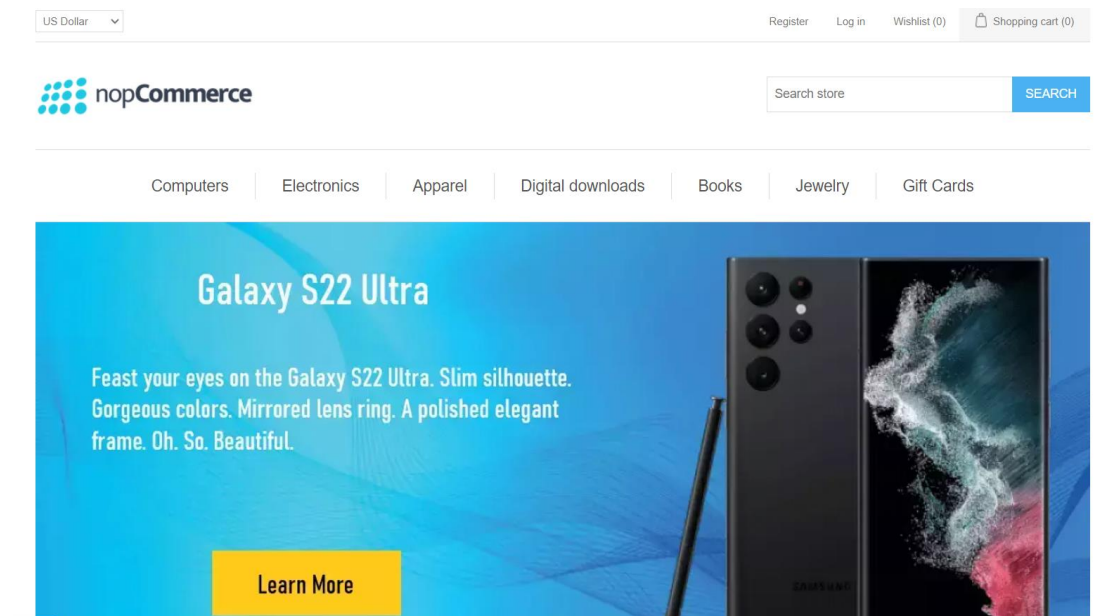 US Dollar Register Log in Wishlist (0) Shopping cart (0)
nopCommerce Search store SEARCH
Computers Electronics Apparel Digital downloads Books Jewelry Gift Cards
Galaxy S22 Ultra
Feast your eyes on the Galaxy S22 Ultra. Slim silhouette.
Gorgeous colors. Mirrored lens ring. A polished elegant
frame. Oh. So. Beautiful.
Learn More
SAMSUNG